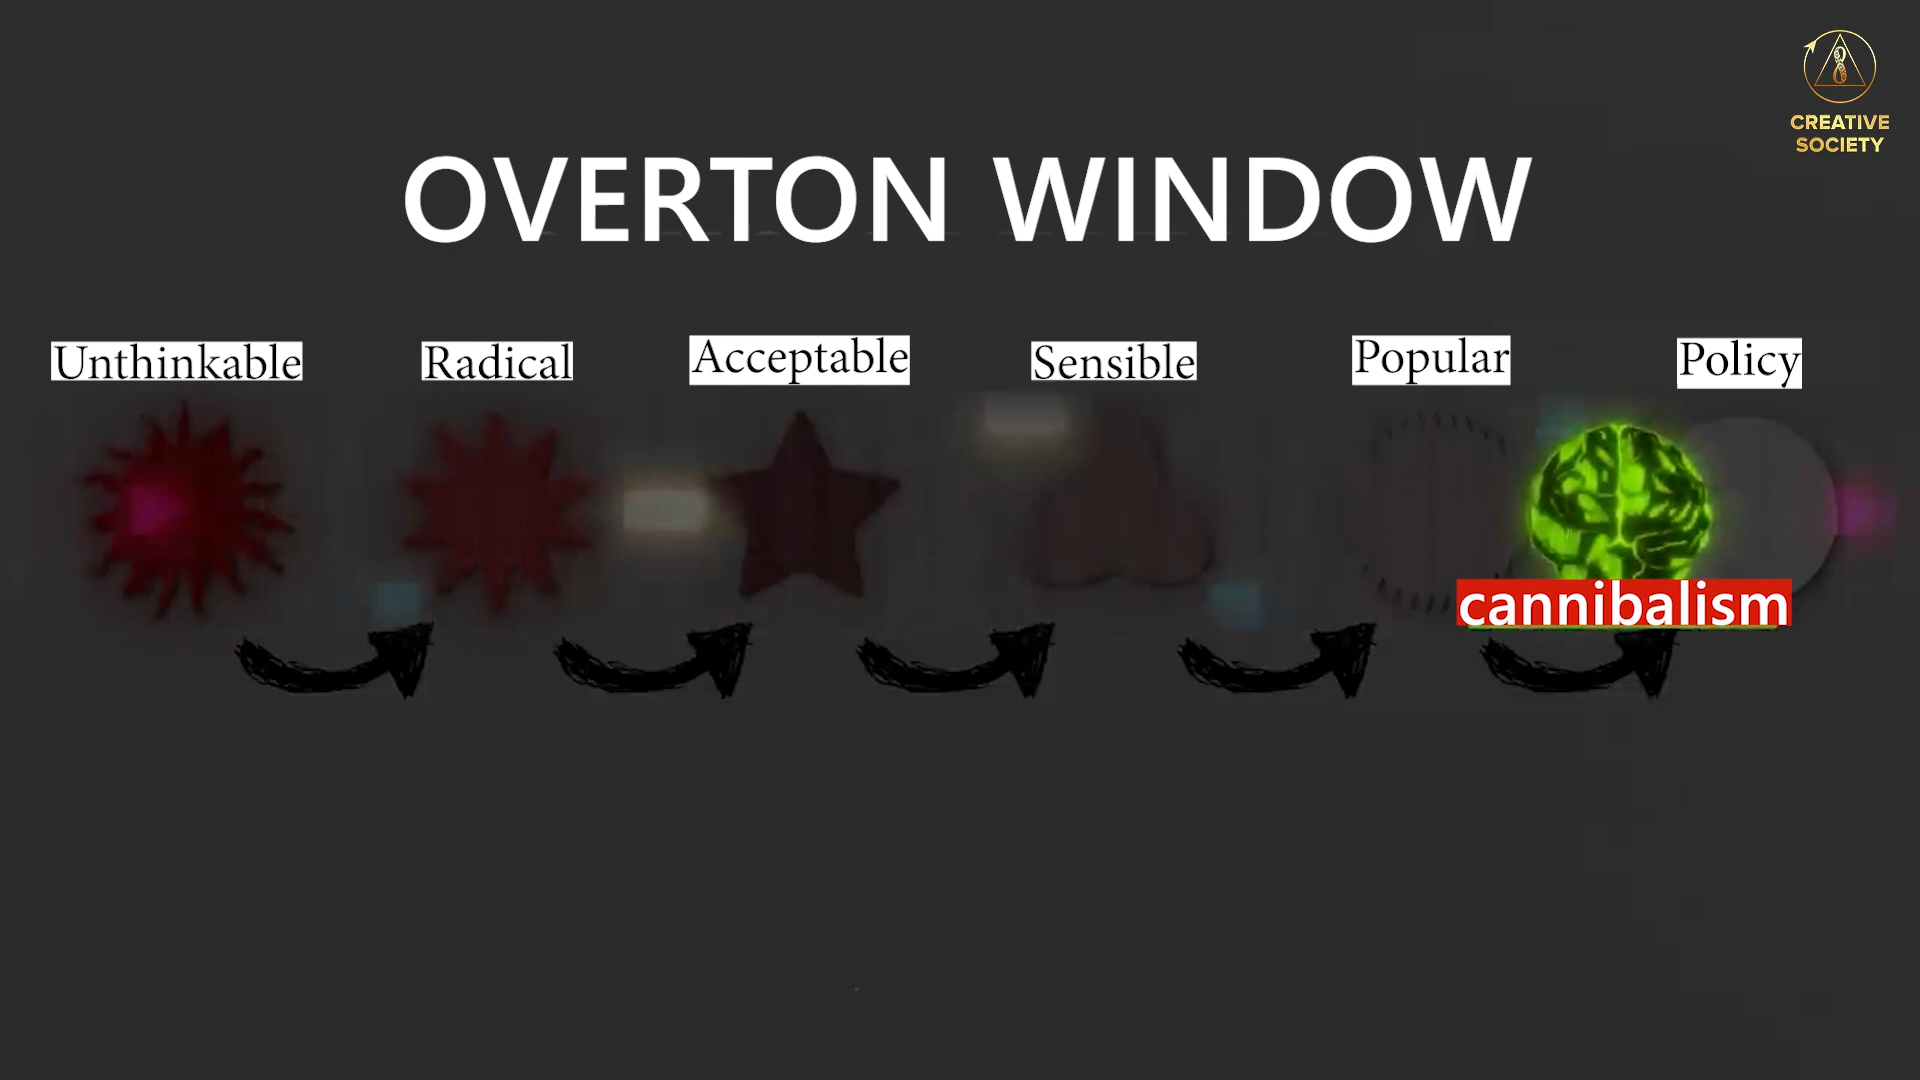 CREATIVE
SOCIETY
OVERTON WINDOW
Unthinkable
Radical
Acceptable
Sensible
Popular
Policy
cannibalism